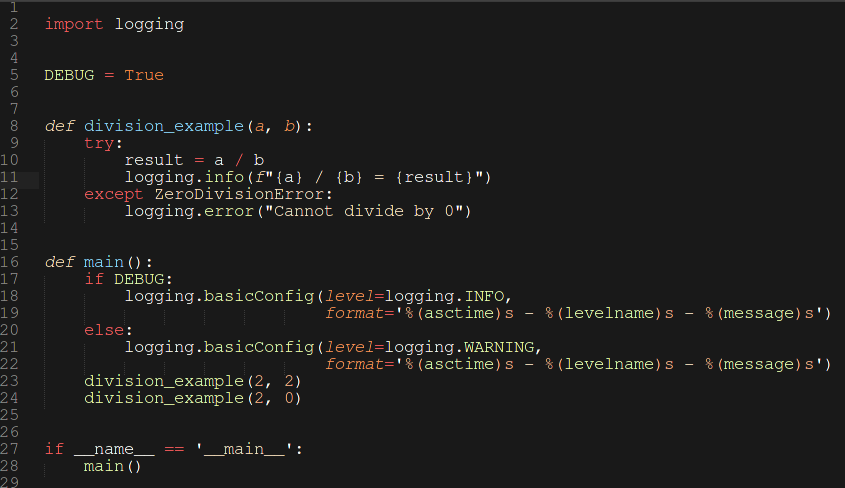 1
2 import logging
3
4
5 DEBUG = True
6
7
8 def division_example(a, b):
9     try:
10         result = a / b
11         logging.info(f"{a} / {b} = {result}")
12     except ZeroDivisionError:
13         logging.error("Cannot divide by 0")
14
15
16 def main():
17     if DEBUG:
18         logging.basicConfig(level=logging.INFO,
19                             format='%(asctime)s - %(levelname)s - %(message)s')
20     else:
21         logging.basicConfig(level=logging.WARNING,
22                             format='%(asctime)s - %(levelname)s - %(message)s')
23     division_example(2, 2)
24     division_example(2, 0)
25
26
27 if __name__ == '__main__':
28     main()
29